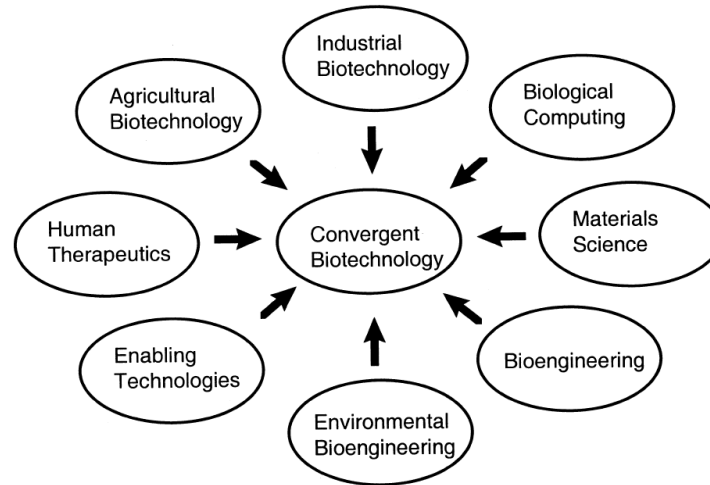 Industrial
Biotechnology
Agricultural
Biotechnology
Biological
Computing
Human
Therapeutics
Convergent
Biotechnology
Materials
Science
Enabling
Technologies
Bioengineering
Environmental
Bioengineering